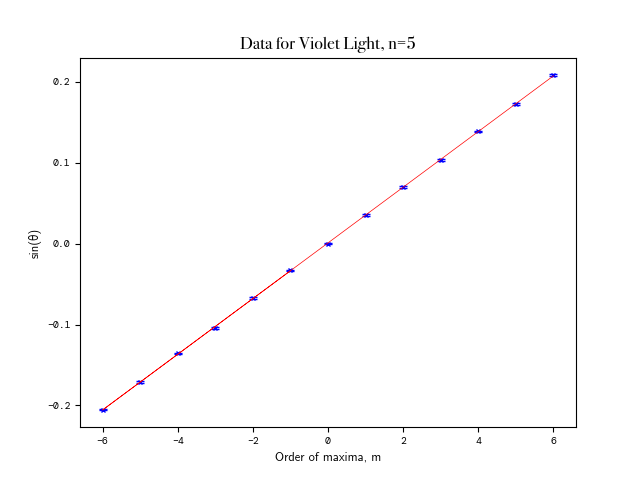 Data for Violet Light, n=5
0.2
0.1
0.0
−0.1
−0.2
sin(θ)
−6 −4 −2 0 2 4 6
Order of maxima, m